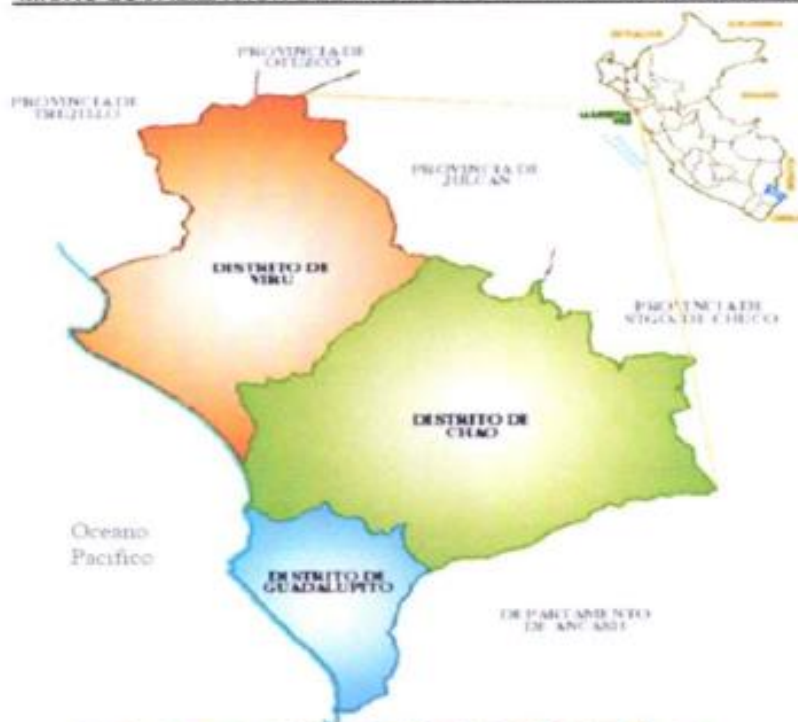 PROVINCIA DE
OTUZCO
PROVINCIA DE
TRUJILLO
PROVINCIA DE
JULCAN
DISTRITO DE
VIRU
PROVINCIA DE
STGO. DE CHUCO
DISTRITO DE
CHAO
Oceano
Pacifico
DISTRITO DE
GUADALUPITO
DEPARTAMENTO
DE ANCASH